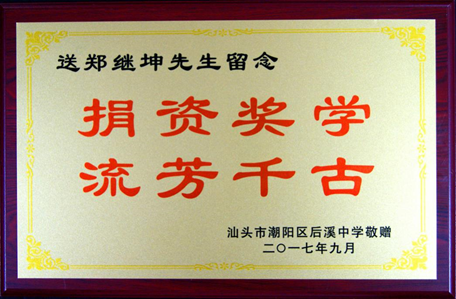 送郑继坤先生留念
捐资奖学
流芳千古
汕头市潮阳区后溪中学敬赠
二〇一七年九月